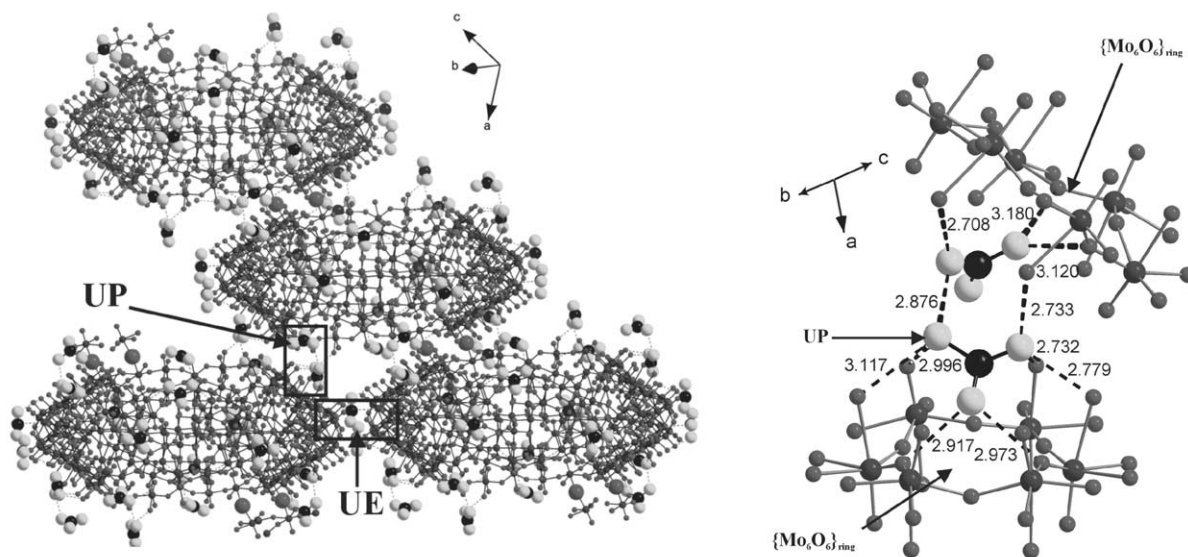 c
b
a
UP
UE
{Mo₆O₆}ring
b
c
a
2.708
3.180
3.120
2.876
2.733
UP
2.732
3.117
2.996
2.779
2.917
2.973
{Mo₆O₆}ring